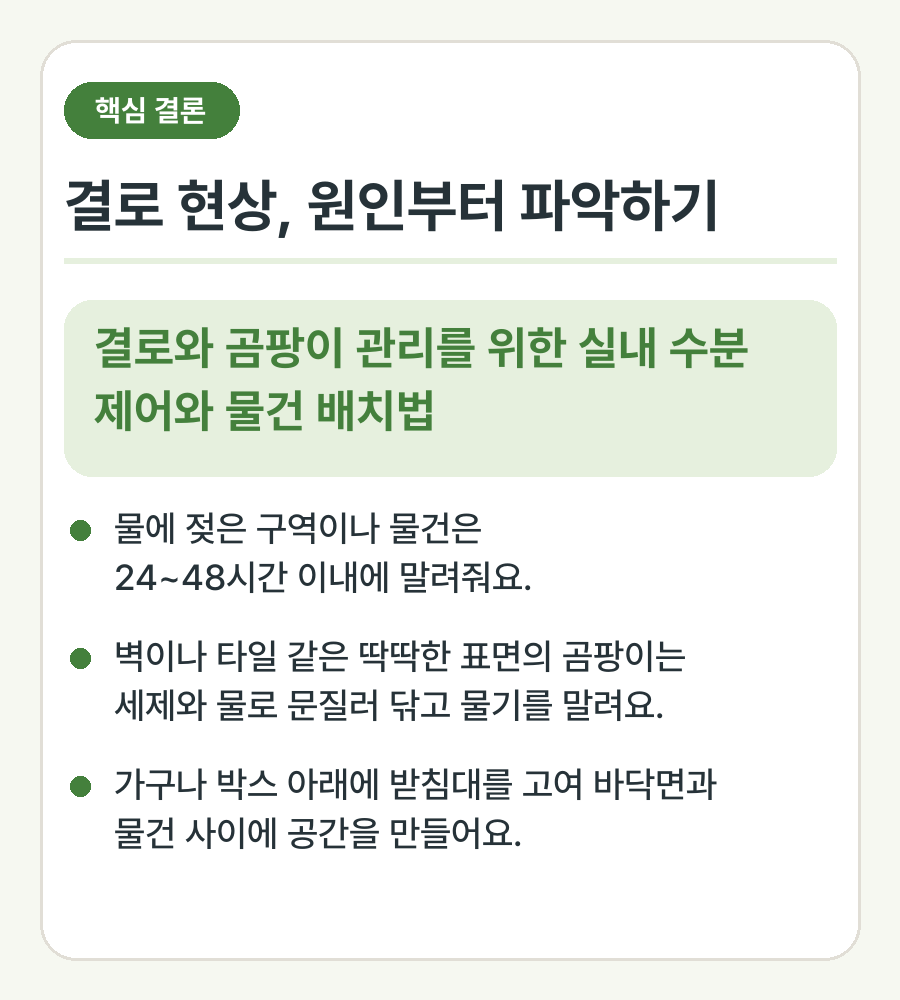 핵심 결론
결로 현상, 원인부터 파악하기
결로와 곰팡이 관리를 위한 실내 수분
제어와 물건 배치법
물에 젖은 구역이나 물건은
24~48시간 이내에 말려줘요.
벽이나 타일 같은 딱딱한 표면의 곰팡이는
세제와 물로 문질러 닦고 물기를 말려요.
가구나 박스 아래에 받침대를 고여 바닥면과
물건 사이에 공간을 만들어요.